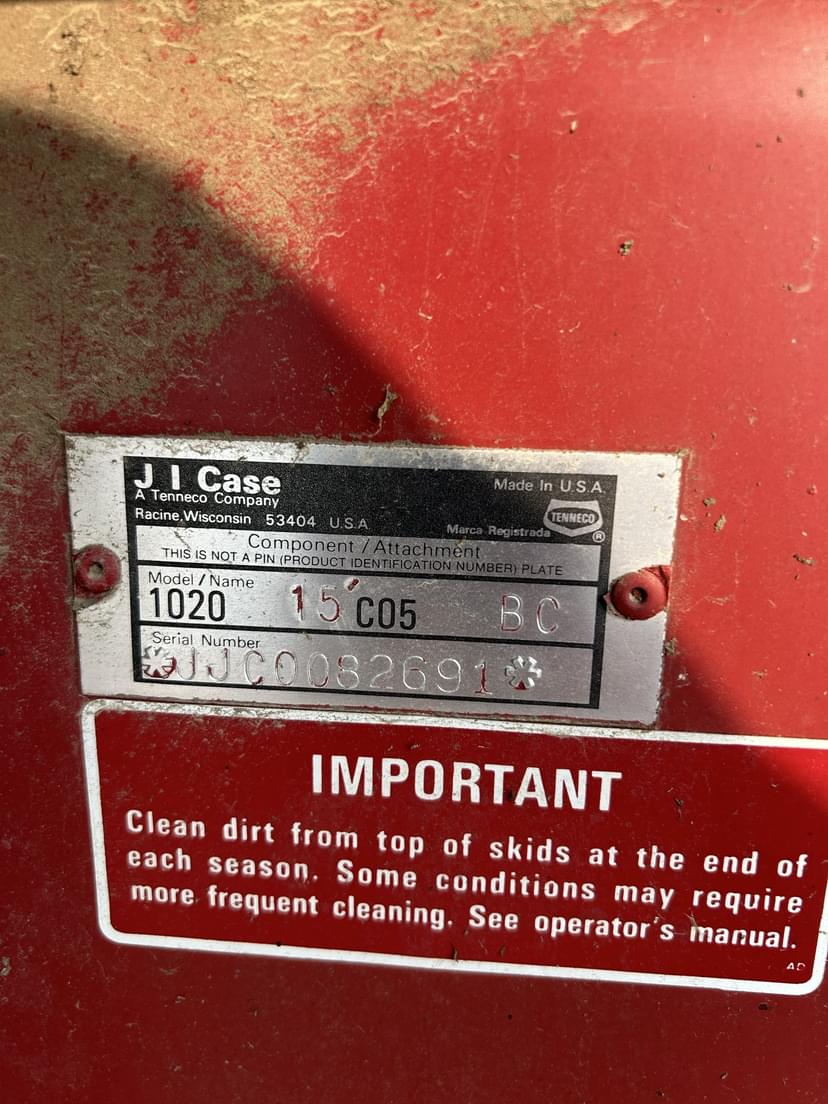 J I Case
A Tenneco Company
Made In U.S.A.
Racine, Wisconsin 53404 U.S.A.
TENNECO
Marca Registrada ®
Component / Attachment
THIS IS NOT A PIN (PRODUCT IDENTIFICATION NUMBER) PLATE
Model / Name
1020 15' C05 BC
Serial Number
*JJC0082691*
IMPORTANT
Clean dirt from top of skids at the end of
each season. Some conditions may require
more frequent cleaning. See operator's manual.
AD